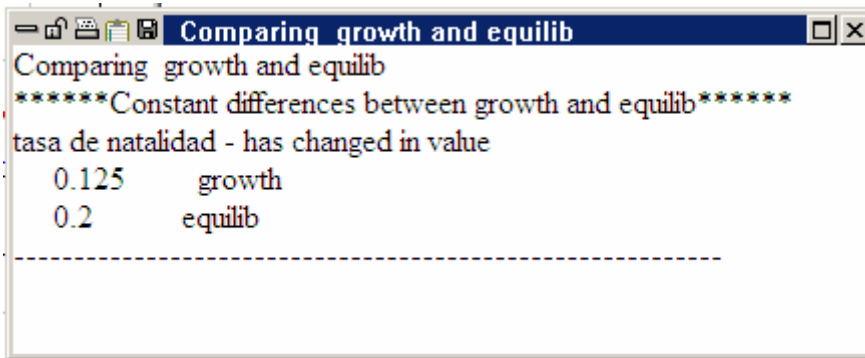 Comparing growth and equilib
Comparing growth and equilib
******Constant differences between growth and equilib******
tasa de natalidad - has changed in value
0.125 growth
0.2 equilib
-----------------------------------------------------------